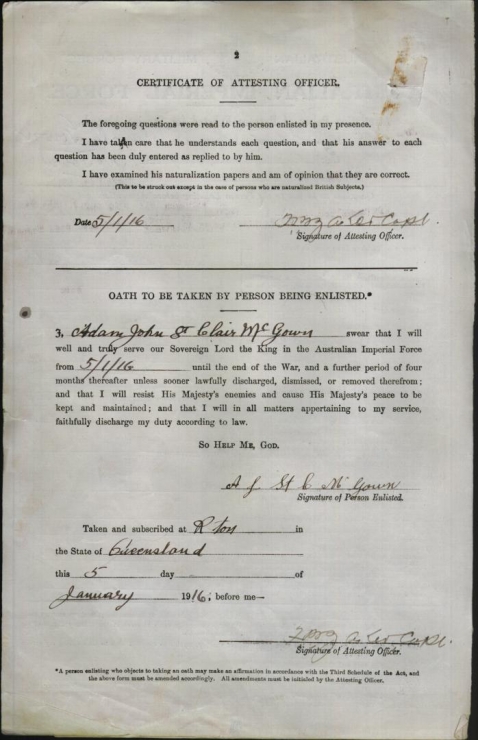 2
CERTIFICATE OF ATTESTING OFFICER.
The foregoing questions were read to the person enlisted in my presence.
I have taken care that he understands each question, and that his answer to each
question has been duly entered as replied to by him.
I have examined his naturalization papers and am of opinion that they are correct.
(This to be struck out except in the case of persons who are naturalized British Subjects.)
Date 5/1/16 Capt.
Signature of Attesting Officer.
OATH TO BE TAKEN BY PERSON BEING ENLISTED.*
3, Adam John St Clair McGown swear that I will
well and truly serve our Sovereign Lord the King in the Australian Imperial Force
from 5/1/16 until the end of the War, and a further period of four
months thereafter unless sooner lawfully discharged, dismissed, or removed therefrom;
and that I will resist His Majesty's enemies and cause His Majesty's peace to be
kept and maintained; and that I will in all matters appertaining to my service,
faithfully discharge my duty according to law.
SO HELP ME, GOD.
A J St C McGown
Signature of Person Enlisted.
Taken and subscribed at R'ton in
the State of Queensland
this 5 day of
January 1916, before me—
Capt.
Signature of Attesting Officer.
*A person enlisting who objects to taking an oath may make an affirmation in accordance with the Third Schedule of the Act, and
the above form must be amended accordingly. All amendments must be initialed by the Attesting Officer.